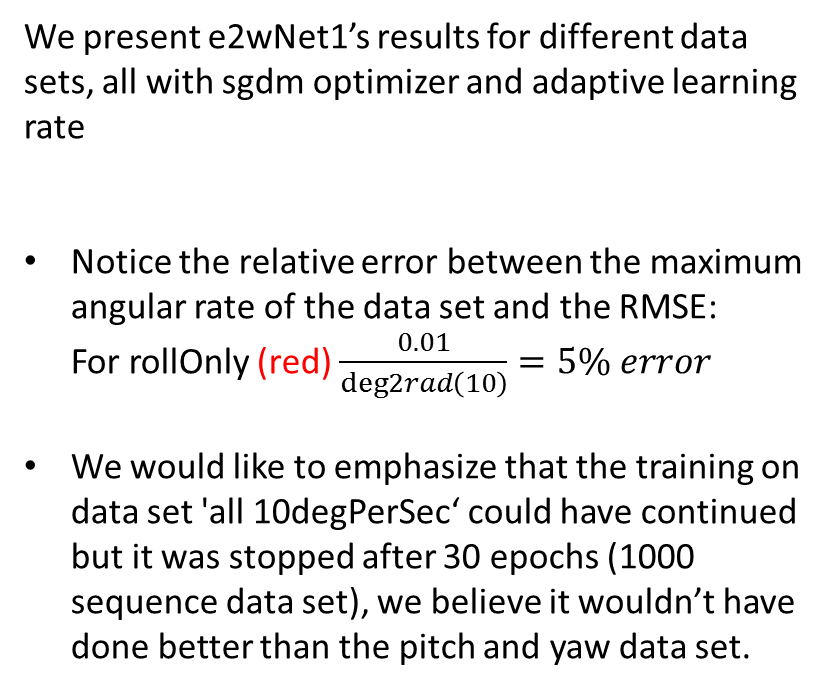 We present e2wNet1’s results for different data
sets, all with sgdm optimizer and adaptive learning
rate
• Notice the relative error between the maximum
angular rate of the data set and the RMSE:
For rollOnly (red) 0.01 / deg2rad(10) = 5% error
• We would like to emphasize that the training on
data set 'all 10degPerSec‘ could have continued
but it was stopped after 30 epochs (1000
sequence data set), we believe it wouldn’t have
done better than the pitch and yaw data set.